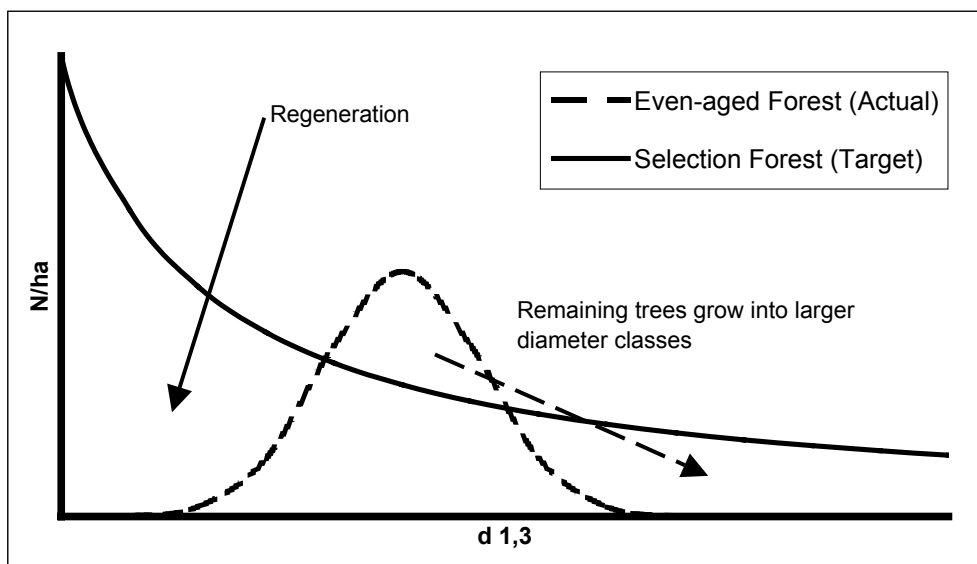 Even-aged Forest (Actual)
Selection Forest (Target)
Regeneration
Remaining trees grow into larger
diameter classes
N/ha
d 1,3